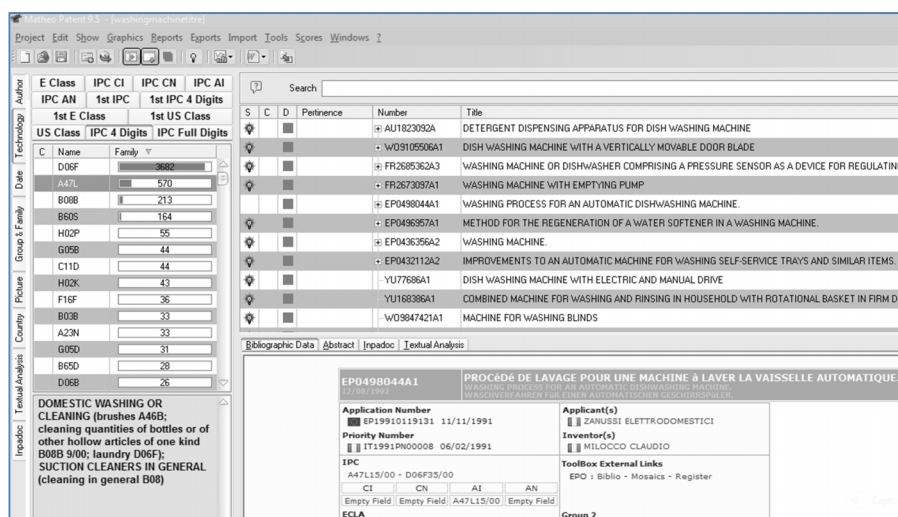 Matheo Patent 9.5 - [washingmachinetitre]
Project Edit Show Graphics Reports Exports Import Tools Scores Windows ?
Author
Technology
Date
Group & Family
Picture
Country
Textual Analysis
Inpadoc
E Class IPC CI IPC CN IPC AI
IPC AN 1st IPC 1st IPC 4 Digits
1st E Class 1st US Class
US Class IPC 4 Digits IPC Full Digits
C Name Family
D06F 3682
A47L 570
B08B 213
B60S 164
H02P 55
G05B 44
C11D 44
H02K 43
F16F 36
B03B 33
A23N 33
G05D 31
B65D 28
D06B 26
DOMESTIC WASHING OR
CLEANING (brushes A46B;
cleaning quantities of bottles or of
other hollow articles of one kind
B08B 9/00; laundry D06F);
SUCTION CLEANERS IN GENERAL
(cleaning in general B08)
Search
S C D Pertinence Number Title
AU1823092A DETERGENT DISPENSING APPARATUS FOR DISH WASHING MACHINE
WO9105506A1 DISH WASHING MACHINE WITH A VERTICALLY MOVABLE DOOR BLADE
FR2685362A3 WASHING MACHINE OR DISHWASHER COMPRISING A PRESSURE SENSOR AS A DEVICE FOR REGULATIN
FR2673097A1 WASHING MACHINE WITH EMPTYING PUMP
EP0498044A1 WASHING PROCESS FOR AN AUTOMATIC DISHWASHING MACHINE.
EP0496957A1 METHOD FOR THE REGENERATION OF A WATER SOFTENER IN A WASHING MACHINE.
EP0436356A2 WASHING MACHINE.
EP0432112A2 IMPROVEMENTS TO AN AUTOMATIC MACHINE FOR WASHING SELF-SERVICE TRAYS AND SIMILAR ITEMS.
YU77686A1 DISH WASHING MACHINE WITH ELECTRIC AND MANUAL DRIVE
YU168386A1 COMBINED MACHINE FOR WASHING AND RINSING IN HOUSEHOLD WITH ROTATIONAL BASKET IN FIRM D
WO9847421A1 MACHINE FOR WASHING BLINDS
Bibliographic Data Abstract Inpadoc Textual Analysis
EP0498044A1 PROCéDé DE LAVAGE POUR UNE MACHINE à LAVER LA VAISSELLE AUTOMATIQUE.
12/08/1992 WASHING PROCESS FOR AN AUTOMATIC DISHWASHING MACHINE.
WASCHVERFAHREN FüR EINEN AUTOMATISCHEN GESCHIRRSPüLER.
Application Number Applicant(s)
EP19910119131 11/11/1991 ZANUSSI ELETTRODOMESTICI
Priority Number Inventor(s)
IT1991PN00008 06/02/1991 MILOCCO CLAUDIO
IPC ToolBox External Links
A47L15/00 - D06F35/00 EPO : Biblio - Mosaics - Register
CI CN AI AN
Empty Field Empty Field A47L15/00 Empty Field
ECLA Group 2